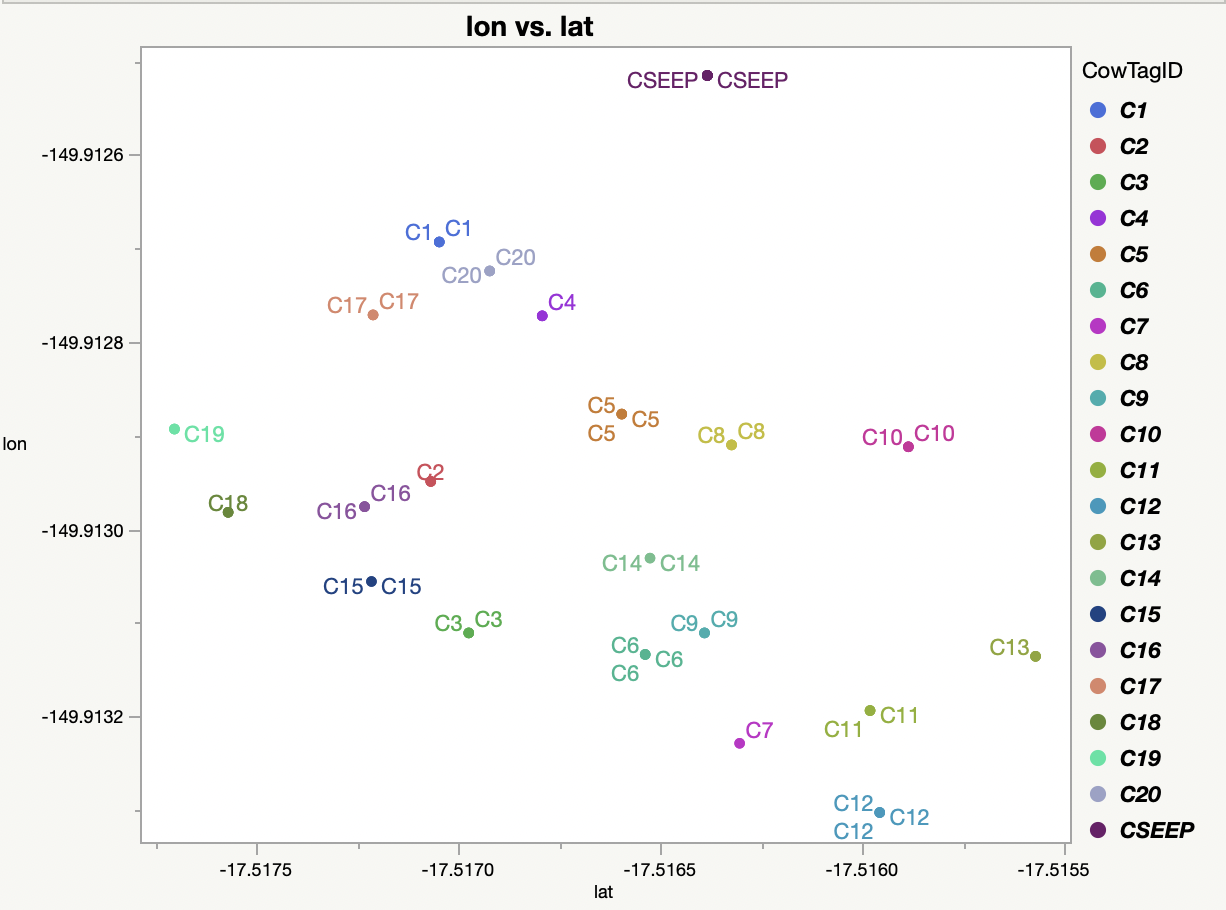 lon vs. lat
CSEEP CSEEP
-149.9126
C1 C1
C20 C20
C17 C17
C4
-149.9128
C5 C5
C5
C8 C8
C10 C10
C19
C2
C16 C16
C18
-149.9130
C14 C14
C15 C15
C3 C3
C9 C9
C6 C6
C6
C13
-149.9132
C11 C11
C7
C12 C12
C12
lon
-17.5175 -17.5170 -17.5165 -17.5160 -17.5155
lat
CowTagID
C1
C2
C3
C4
C5
C6
C7
C8
C9
C10
C11
C12
C13
C14
C15
C16
C17
C18
C19
C20
CSEEP